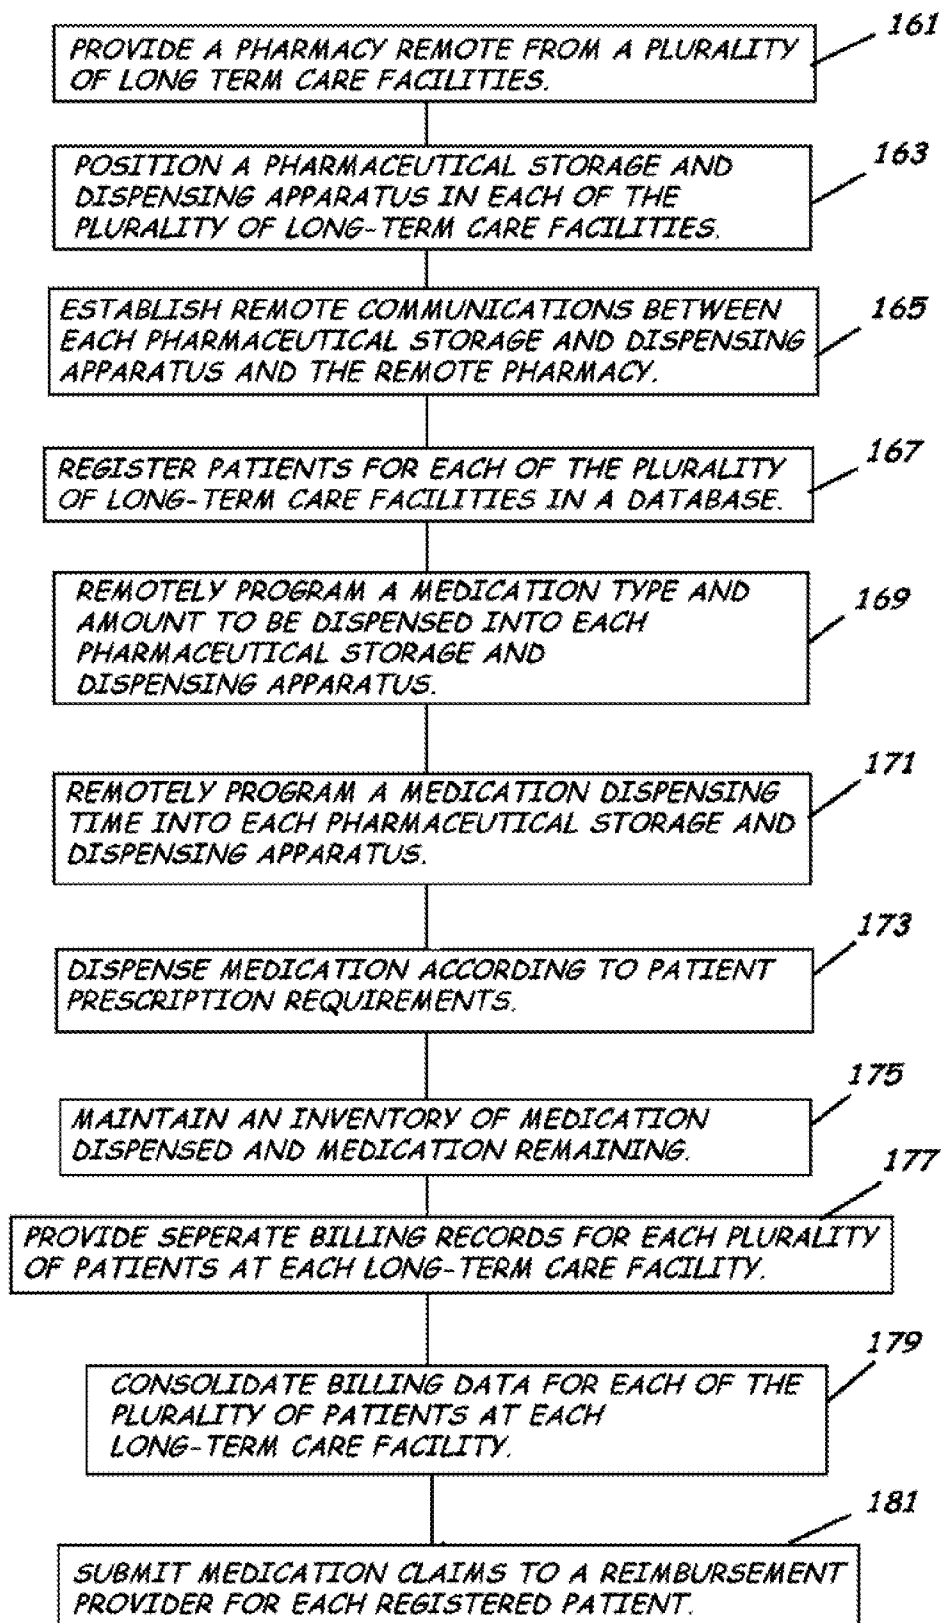 161
PROVIDE A PHARMACY REMOTE FROM A PLURALITY
OF LONG TERM CARE FACILITIES.
163
POSITION A PHARMACEUTICAL STORAGE AND
DISPENSING APPARATUS IN EACH OF THE
PLURALITY OF LONG-TERM CARE FACILITIES.
165
ESTABLISH REMOTE COMMUNICATIONS BETWEEN
EACH PHARMACEUTICAL STORAGE AND DISPENSING
APPARATUS AND THE REMOTE PHARMACY.
167
REGISTER PATIENTS FOR EACH OF THE PLURALITY
OF LONG-TERM CARE FACILITIES IN A DATABASE.
169
REMOTELY PROGRAM A MEDICATION TYPE AND
AMOUNT TO BE DISPENSED INTO EACH
PHARMACEUTICAL STORAGE AND
DISPENSING APPARATUS.
171
REMOTELY PROGRAM A MEDICATION DISPENSING
TIME INTO EACH PHARMACEUTICAL STORAGE AND
DISPENSING APPARATUS.
173
DISPENSE MEDICATION ACCORDING TO PATIENT
PRESCRIPTION REQUIREMENTS.
175
MAINTAIN AN INVENTORY OF MEDICATION
DISPENSED AND MEDICATION REMAINING.
177
PROVIDE SEPERATE BILLING RECORDS FOR EACH PLURALITY
OF PATIENTS AT EACH LONG-TERM CARE FACILITY.
179
CONSOLIDATE BILLING DATA FOR EACH OF THE
PLURALITY OF PATIENTS AT EACH
LONG-TERM CARE FACILITY.
181
SUBMIT MEDICATION CLAIMS TO A REIMBURSEMENT
PROVIDER FOR EACH REGISTERED PATIENT.